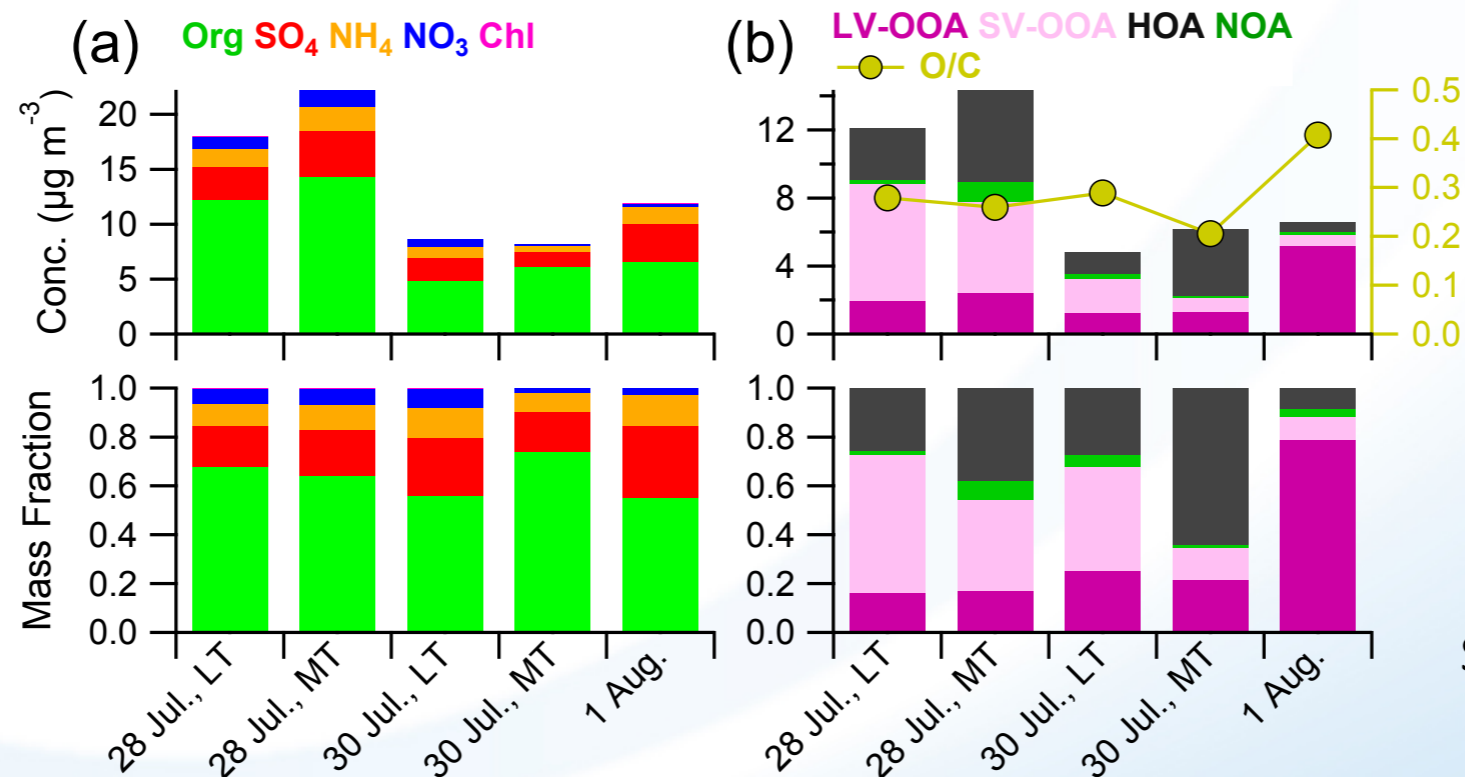 (a) Org SO₄ NH₄ NO₃ Chl
Conc. (µg m⁻³)
20
15
10
5
0
Mass Fraction
1.0
0.8
0.6
0.4
0.2
0.0
28 Jul., LT
28 Jul., MT
30 Jul., LT
30 Jul., MT
1 Aug.
(b) LV-OOA SV-OOA HOA NOA
O/C
12
8
4
0
0.5
0.4
0.3
0.2
0.1
0.0
1.0
0.8
0.6
0.4
0.2
0.0
28 Jul., LT
28 Jul., MT
30 Jul., LT
30 Jul., MT
1 Aug.